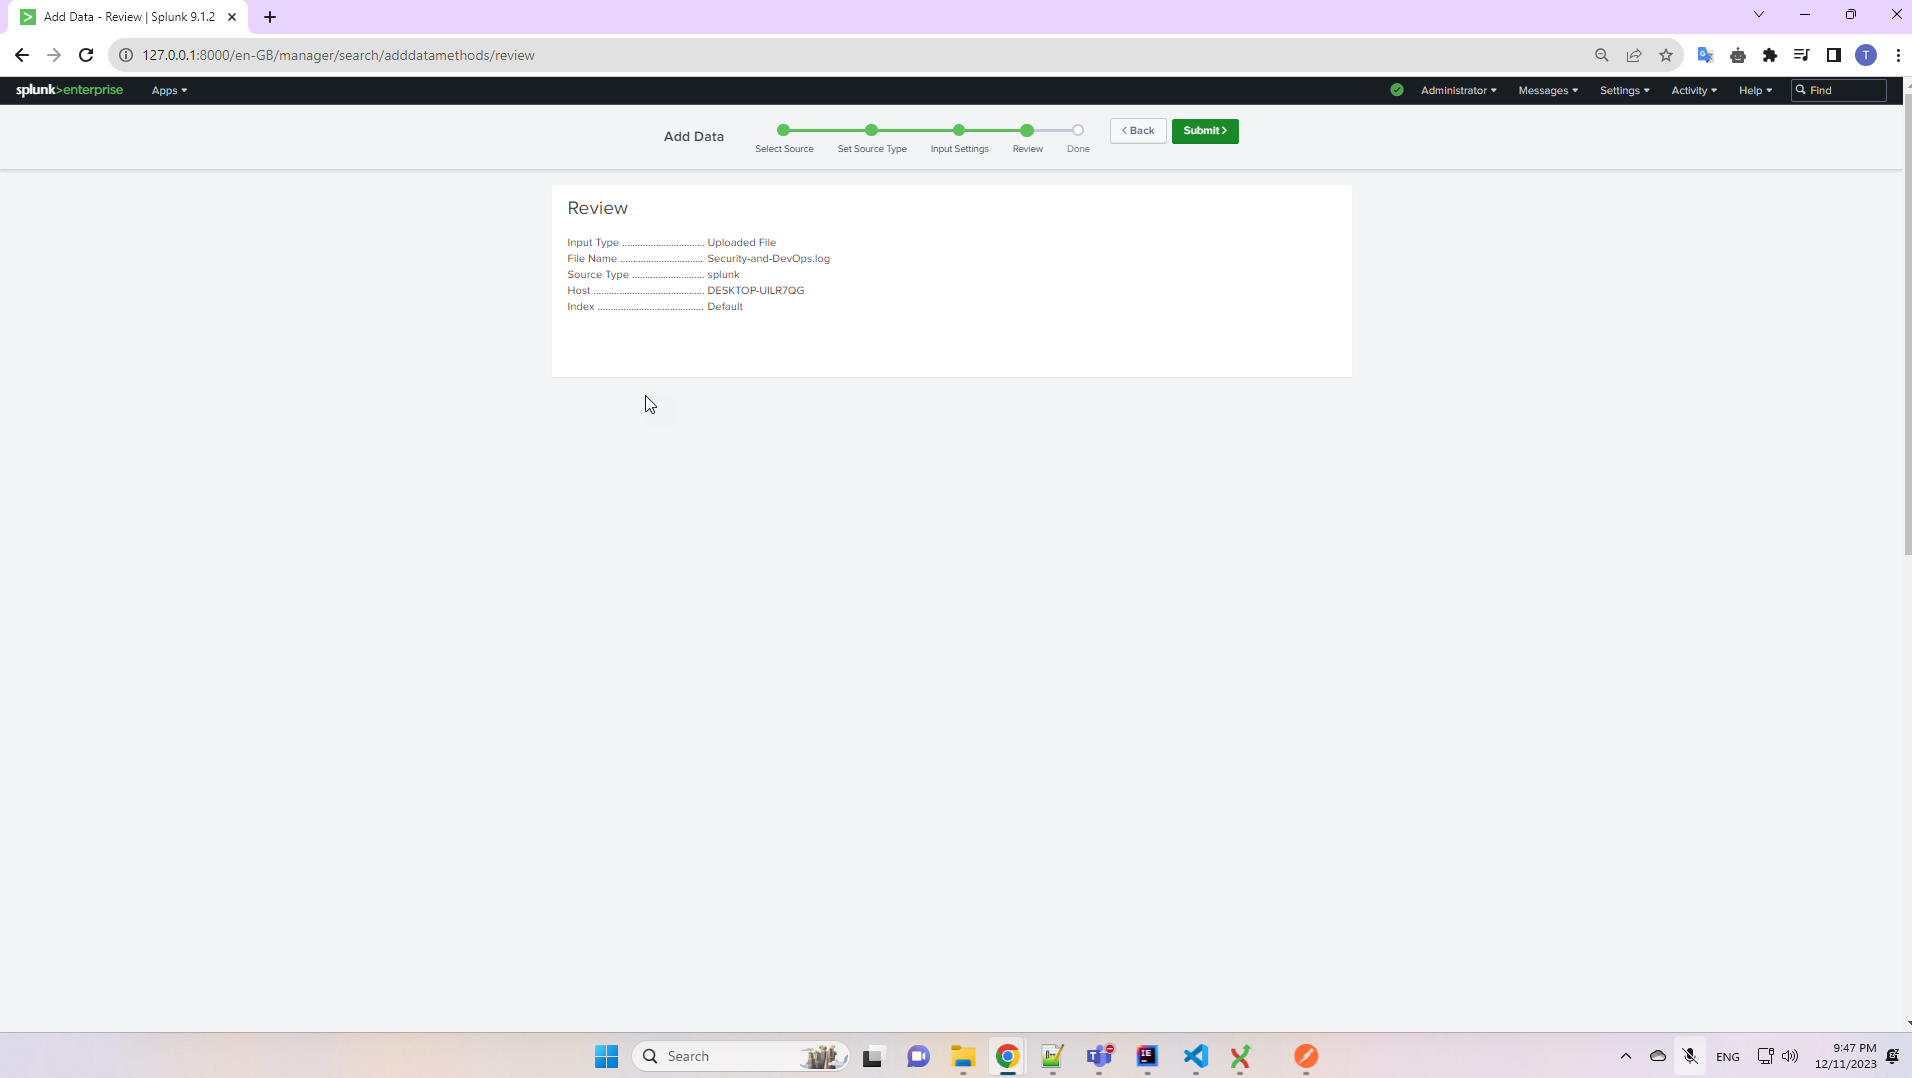 Add Data - Review | Splunk 9.1.2
127.0.0.1:8000/en-GB/manager/search/adddatamethods/review
splunk>enterprise Apps Administrator Messages Settings Activity Help Find
Add Data Select Source Set Source Type Input Settings Review Done < Back Submit >
Review
Input Type ................................ Uploaded File
File Name ................................. Security-and-DevOps.log
Source Type ............................ splunk
Host ........................................... DESKTOP-UILR7QG
Index ......................................... Default
Search
ENG
9:47 PM
12/11/2023